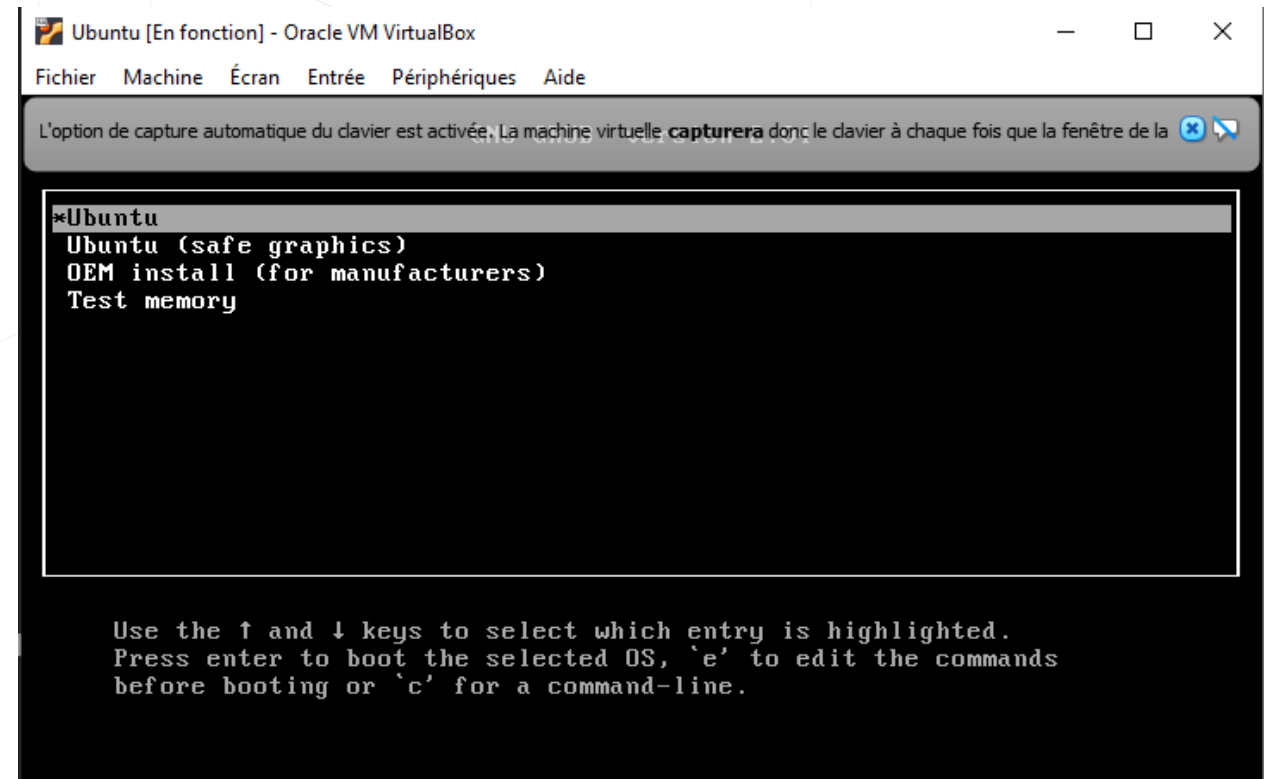 Ubuntu [En fonction] - Oracle VM VirtualBox
Fichier Machine Écran Entrée Périphériques Aide
L'option de capture automatique du clavier est activée. La machine virtuelle capturera donc le clavier à chaque fois que la fenêtre de la
*Ubuntu
Ubuntu (safe graphics)
OEM install (for manufacturers)
Test memory
Use the ↑ and ↓ keys to select which entry is highlighted.
Press enter to boot the selected OS, `e' to edit the commands
before booting or `c' for a command-line.